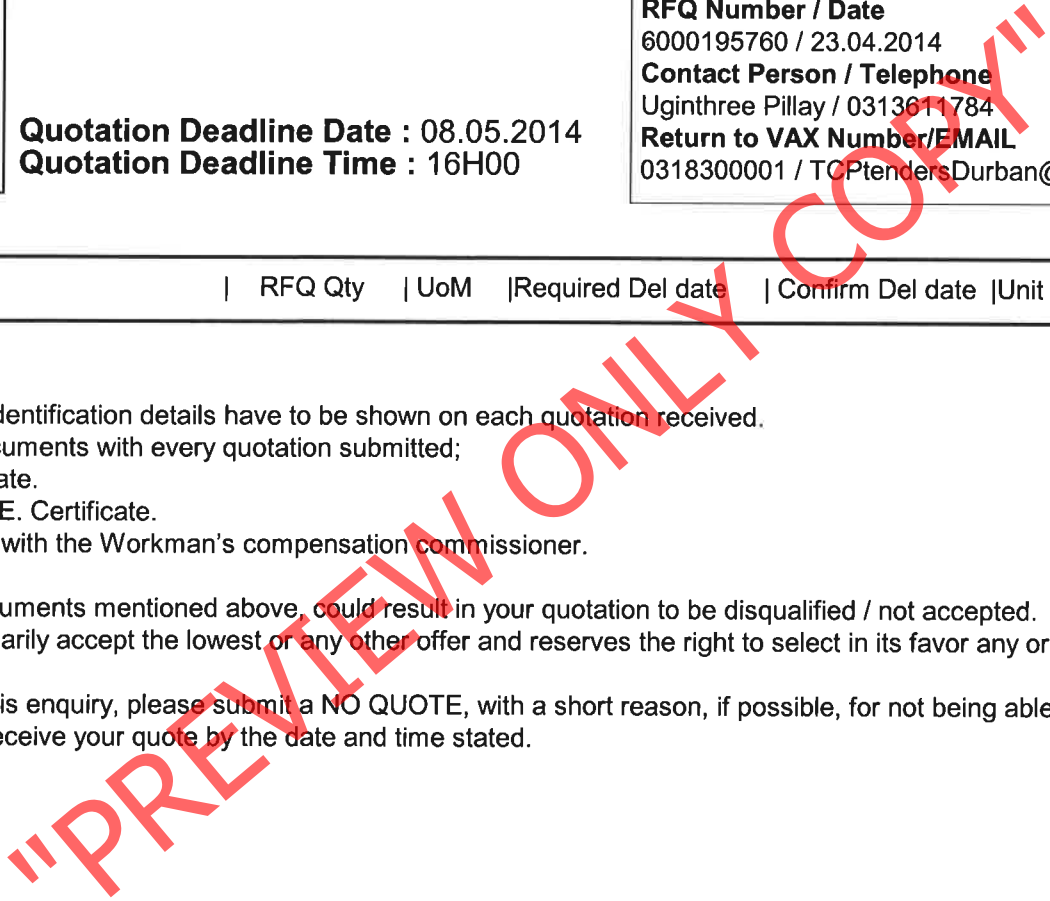 RFQ Number / Date
6000195760 / 23.04.2014
Contact Person / Telephone
Uginthree Pillay / 0313611784
Return to VAX Number/EMAIL
0318300001 / TCPtendersDurban@
Quotation Deadline Date : 08.05.2014
Quotation Deadline Time : 16H00
| RFQ Qty | UoM |Required Del date | Confirm Del date |Unit
dentification details have to be shown on each quotation received.
cuments with every quotation submitted;
ate.
E. Certificate.
with the Workman's compensation commissioner.
uments mentioned above, could result in your quotation to be disqualified / not accepted.
arily accept the lowest or any other offer and reserves the right to select in its favor any or
is enquiry, please submit a NO QUOTE, with a short reason, if possible, for not being able
eceive your quote by the date and time stated.
"PREVIEW ONLY COPY"